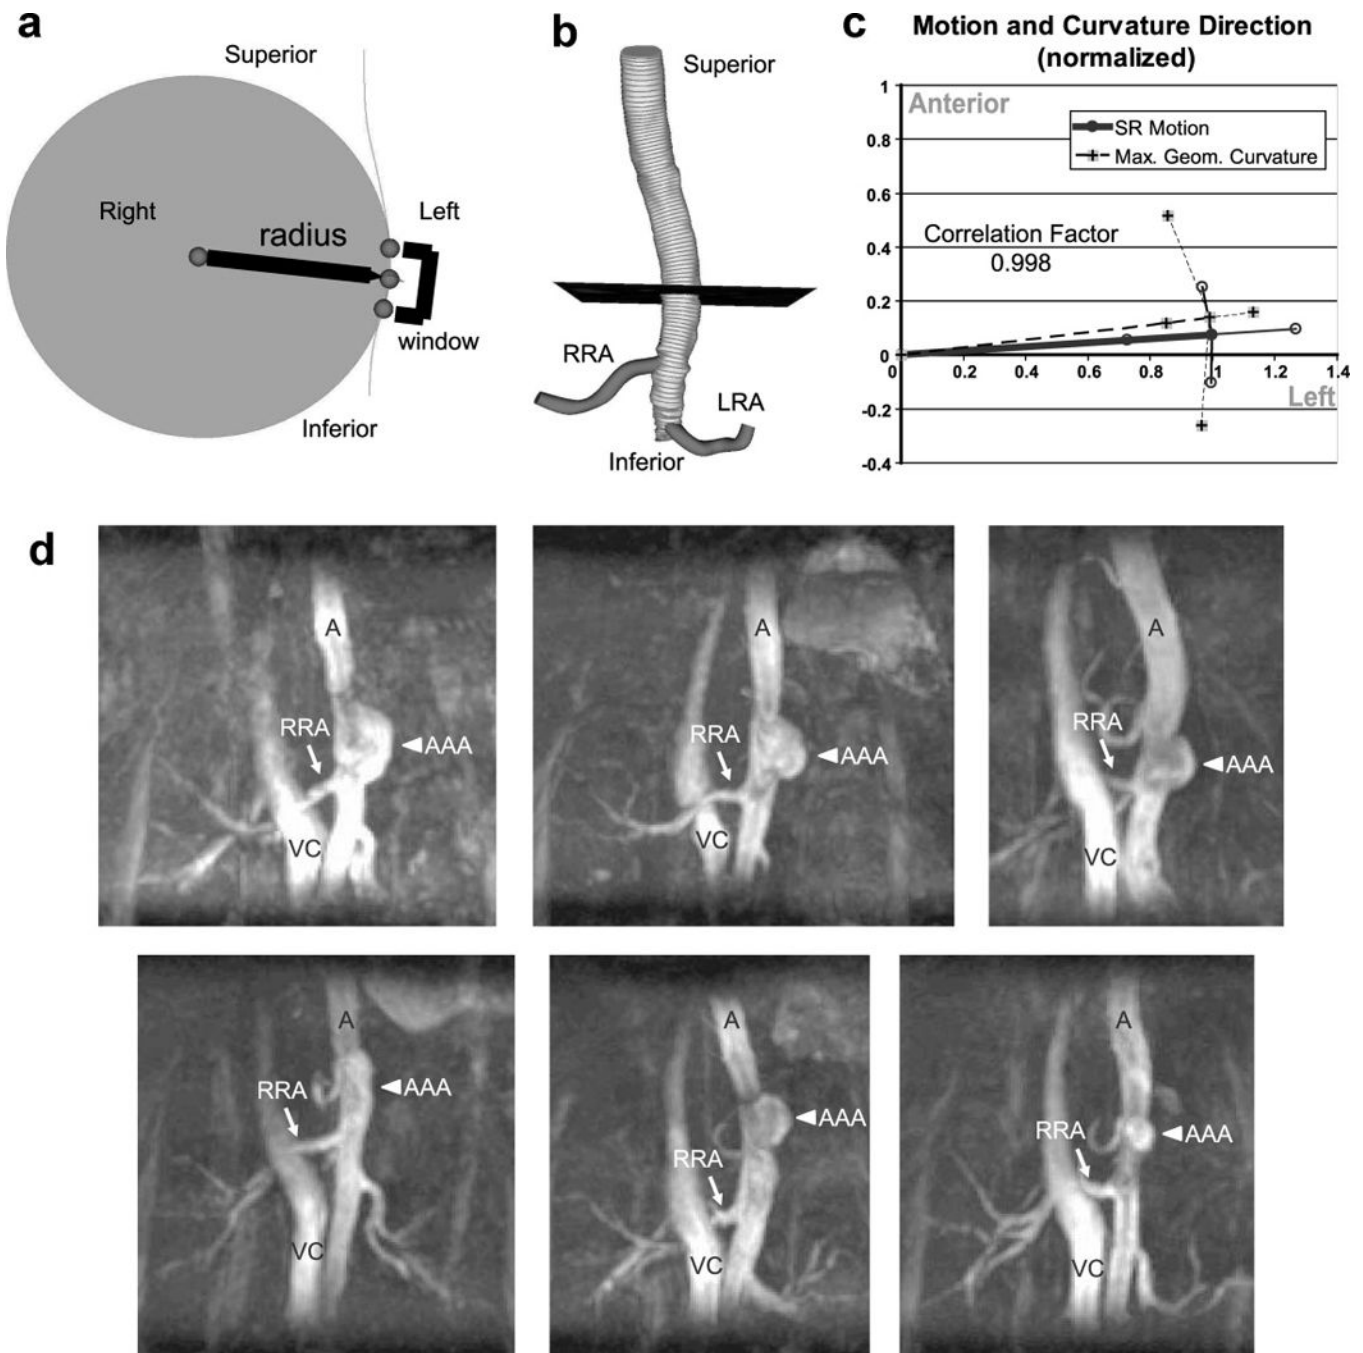 a
Superior
Right
Left
radius
window
Inferior
b
Superior
RRA
LRA
Inferior
c
Motion and Curvature Direction
(normalized)
Anterior
SR Motion
Max. Geom. Curvature
Correlation Factor
0.998
1
0.8
0.6
0.4
0.2
0
-0.2
-0.4
0 0.2 0.4 0.6 0.8 1 1.2 1.4
Left
d
A
RRA
AAA
VC
A
RRA
AAA
VC
A
RRA
AAA
VC
A
RRA
AAA
VC
A
AAA
RRA
VC
A
AAA
RRA
VC